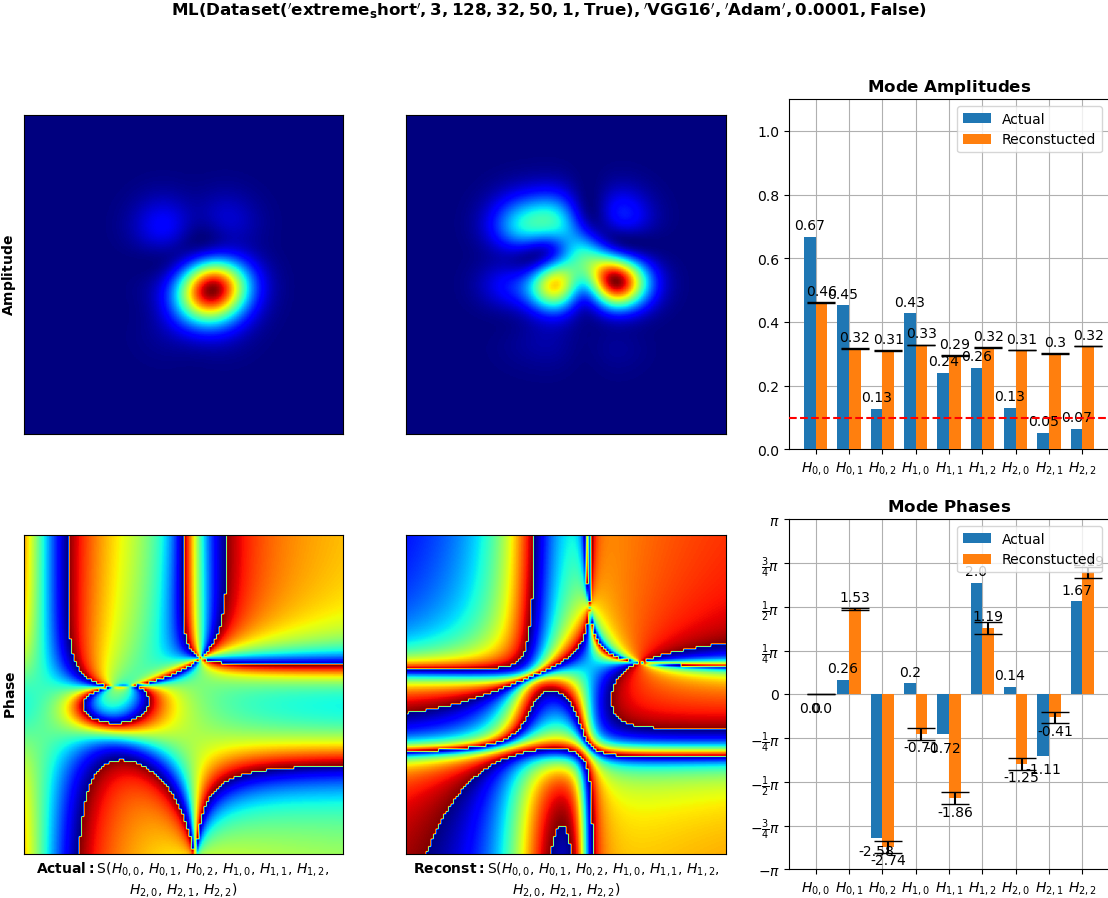 ML(Dataset('extreme_short', 3, 128, 32, 50, 1, True), 'VGG16', 'Adam', 0.0001, False)
Amplitude
Mode Amplitudes
Actual
Reconstucted
1.0
0.8
0.6
0.4
0.2
0.0
0.67
0.46
0.45
0.32
0.13
0.31
0.43
0.33
0.24
0.29
0.26
0.32
0.13
0.31
0.05
0.3
0.07
0.32
H0,0 H0,1 H0,2 H1,0 H1,1 H1,2 H2,0 H2,1 H2,2
Phase
Mode Phases
Actual
Reconstucted
π
3/4π
1/2π
1/4π
0
−1/4π
−1/2π
−3/4π
−π
0.0
0.0
0.26
1.53
-2.58
-2.74
0.2
-0.71
-0.72
-1.86
2.0
1.19
0.14
-1.25
-1.11
-0.41
1.67
H0,0 H0,1 H0,2 H1,0 H1,1 H1,2 H2,0 H2,1 H2,2
Actual: S(H0,0, H0,1, H0,2, H1,0, H1,1, H1,2,
H2,0, H2,1, H2,2)
Reconst: S(H0,0, H0,1, H0,2, H1,0, H1,1, H1,2,
H2,0, H2,1, H2,2)